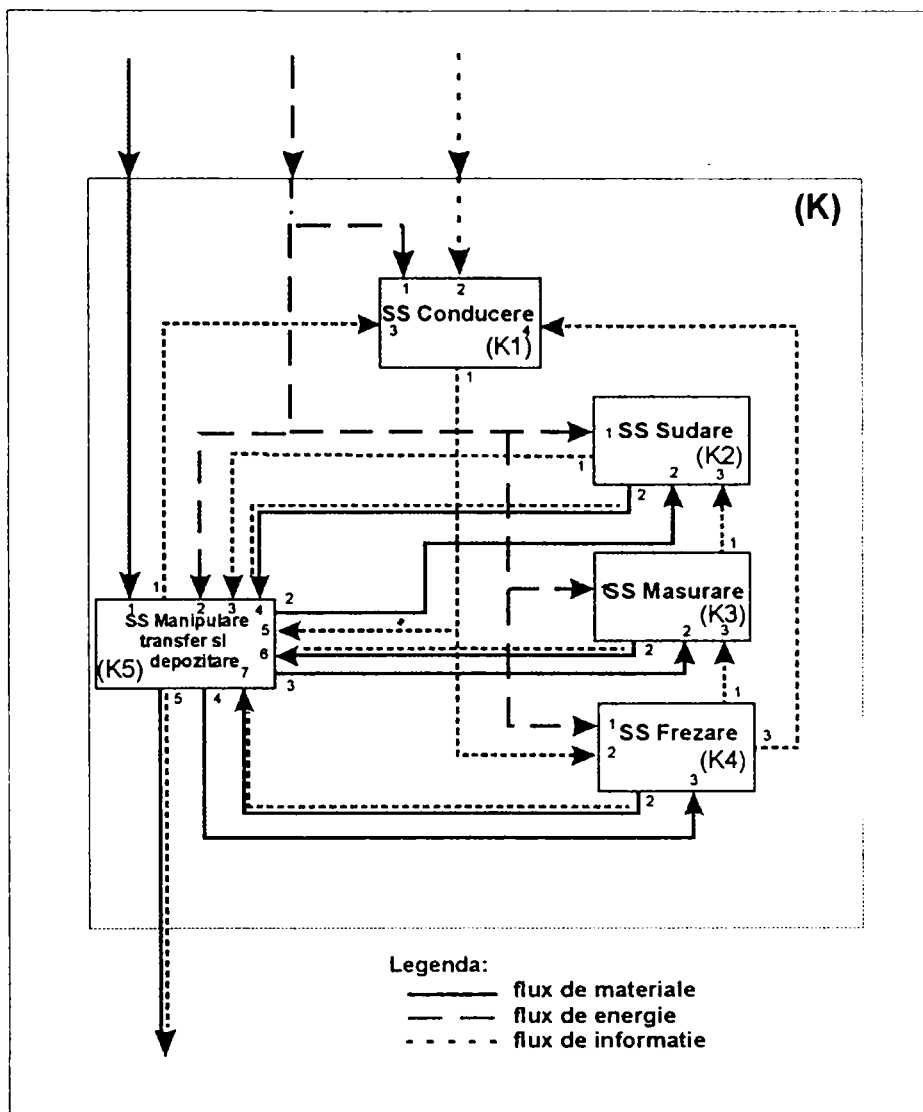 (K)
1 2
SS Conducere
3 4
(K1)
1
1 SS Sudare
(K2)
1
2 3
2
1
SS Masurare
(K3)
2 3
2
1
1 SS Frezare
2
(K4)
3
3
2
1
1 2 3 4 2
SS Manipulare
transfer si
depozitare
(K5)
5
6
7
3
5 4
Legenda:
flux de materiale
flux de energie
flux de informatie